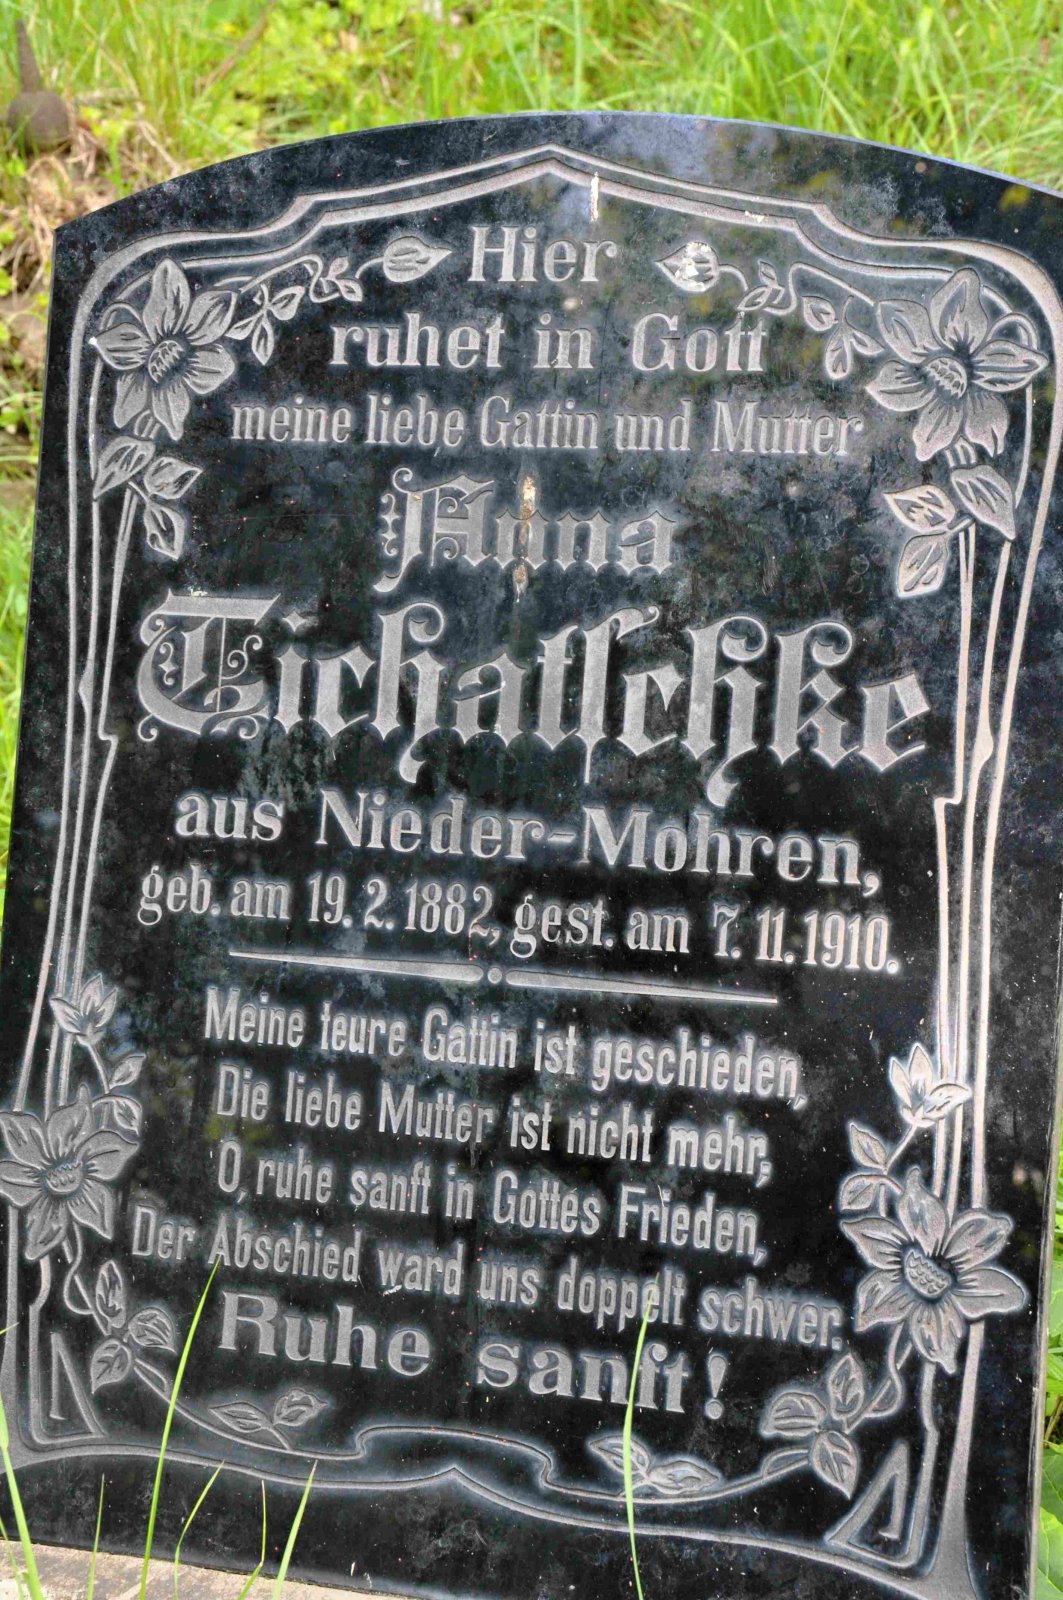 Hier
ruhet in Gott
meine liebe Gattin und Mutter
Anna
Tichatschke
aus Nieder-Mohren,
geb. am 19. 2. 1882, gest. am 7. 11. 1910.
Meine teure Gattin ist geschieden,
Die liebe Mutter ist nicht mehr,
O, ruhe sanft in Gottes Frieden,
Der Abschied ward uns doppelt schwer.
Ruhe sanft!